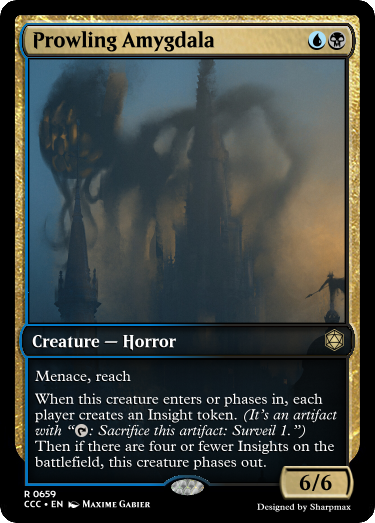 Prowling Amygdala
Creature — Horror
Menace, reach
When this creature enters or phases in, each
player creates an Insight token. (It's an artifact
with “: Sacrifice this artifact: Surveil 1.”)
Then if there are four or fewer Insights on the
battlefield, this creature phases out.
6/6
R 0659
CCC • EN Maxime Gabier
Designed by Sharpmax